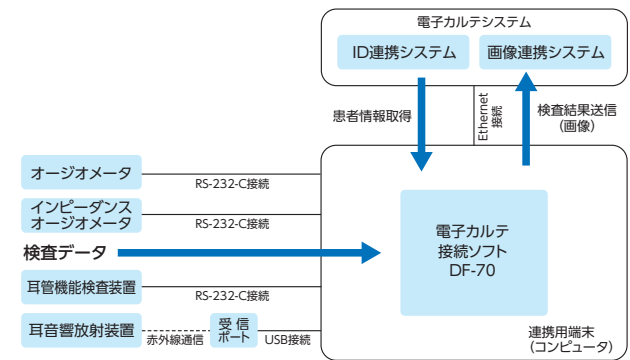 電子カルテシステム
ID連携システム
画像連携システム
患者情報取得
Ethernet
接続
検査結果送信
(画像)
オージオメータ
RS-232-C接続
インピーダンス
オージオメータ
RS-232-C接続
検査データ
電子カルテ
接続ソフト
DF-70
耳管機能検査装置
RS-232-C接続
耳音響放射装置
赤外線通信
受 信
ポート
USB接続
連携用端末
(コンピュータ)